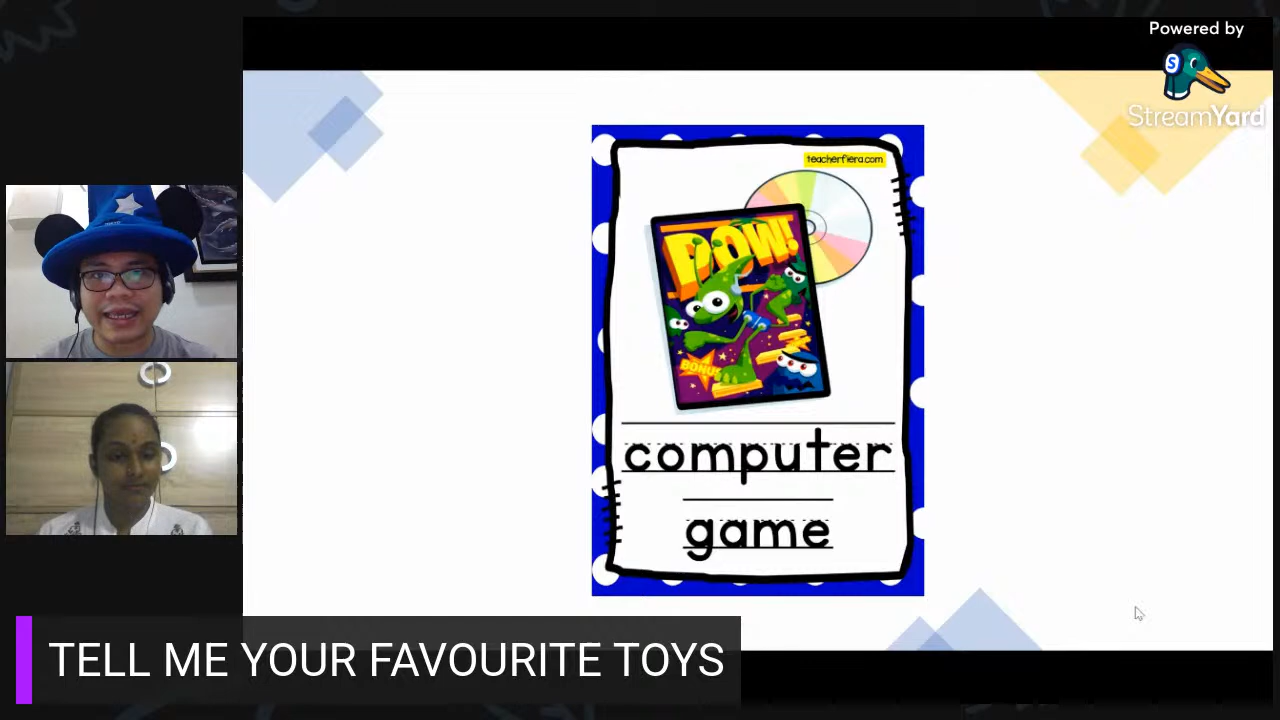 Powered by
StreamYard
teacherfiera.com
POW!
BONUS
computer
game
TELL ME YOUR FAVOURITE TOYS